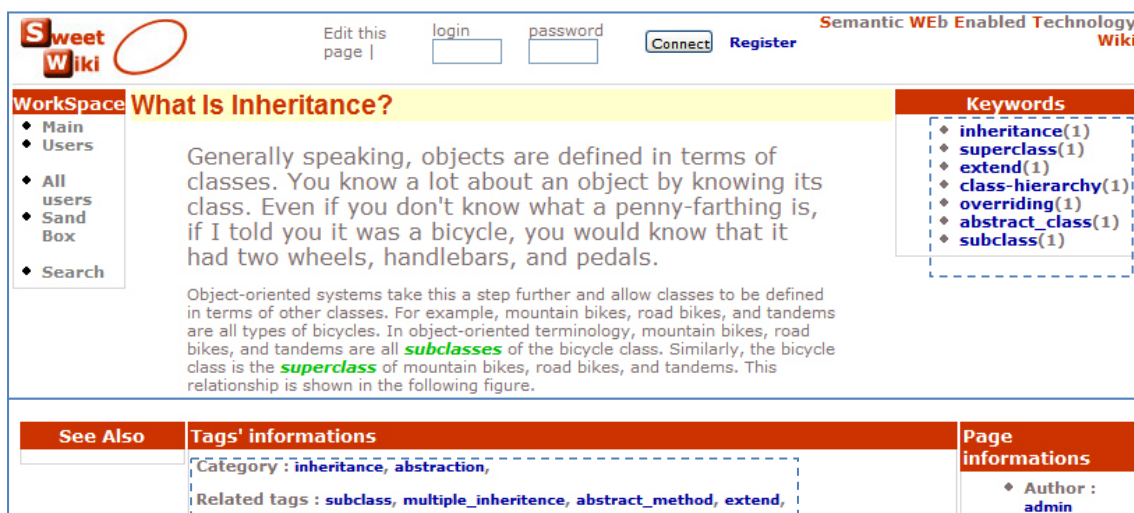 Sweet
Wiki
Edit this
page |
login
password
Connect
Register
Semantic WEb Enabled Technology
Wiki
WorkSpace
Main
Users
All
users
Sand
Box
Search
What Is Inheritance?
Generally speaking, objects are defined in terms of
classes. You know a lot about an object by knowing its
class. Even if you don't know what a penny-farthing is,
if I told you it was a bicycle, you would know that it
had two wheels, handlebars, and pedals.
Object-oriented systems take this a step further and allow classes to be defined
in terms of other classes. For example, mountain bikes, road bikes, and tandems
are all types of bicycles. In object-oriented terminology, mountain bikes, road
bikes, and tandems are all subclasses of the bicycle class. Similarly, the bicycle
class is the superclass of mountain bikes, road bikes, and tandems. This
relationship is shown in the following figure.
Keywords
inheritance(1)
superclass(1)
extend(1)
class-hierarchy(1)
overriding(1)
abstract_class(1)
subclass(1)
See Also
Tags' informations
Category : inheritance, abstraction,
Related tags : subclass, multiple_inheritence, abstract_method, extend,
Page
informations
Author :
admin